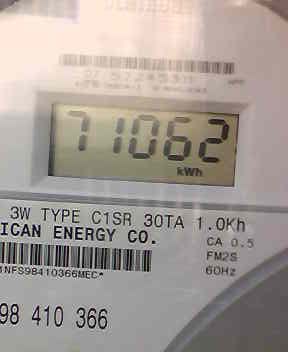 71062
kWh
3W TYPE C1SR 30TA 1.0Kh
ICAN ENERGY CO.
CA 0.5
FM2S
60Hz
1NFS98410366MEC*
98 410 366